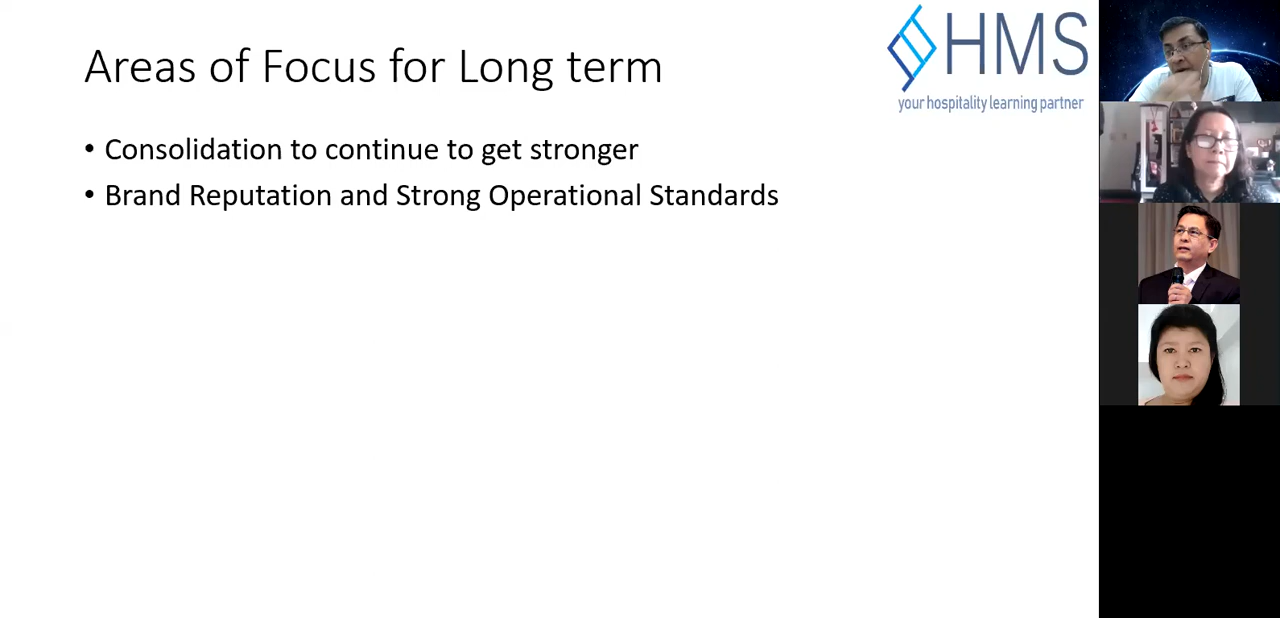 HMS
your hospitality learning partner
Areas of Focus for Long term
• Consolidation to continue to get stronger
• Brand Reputation and Strong Operational Standards